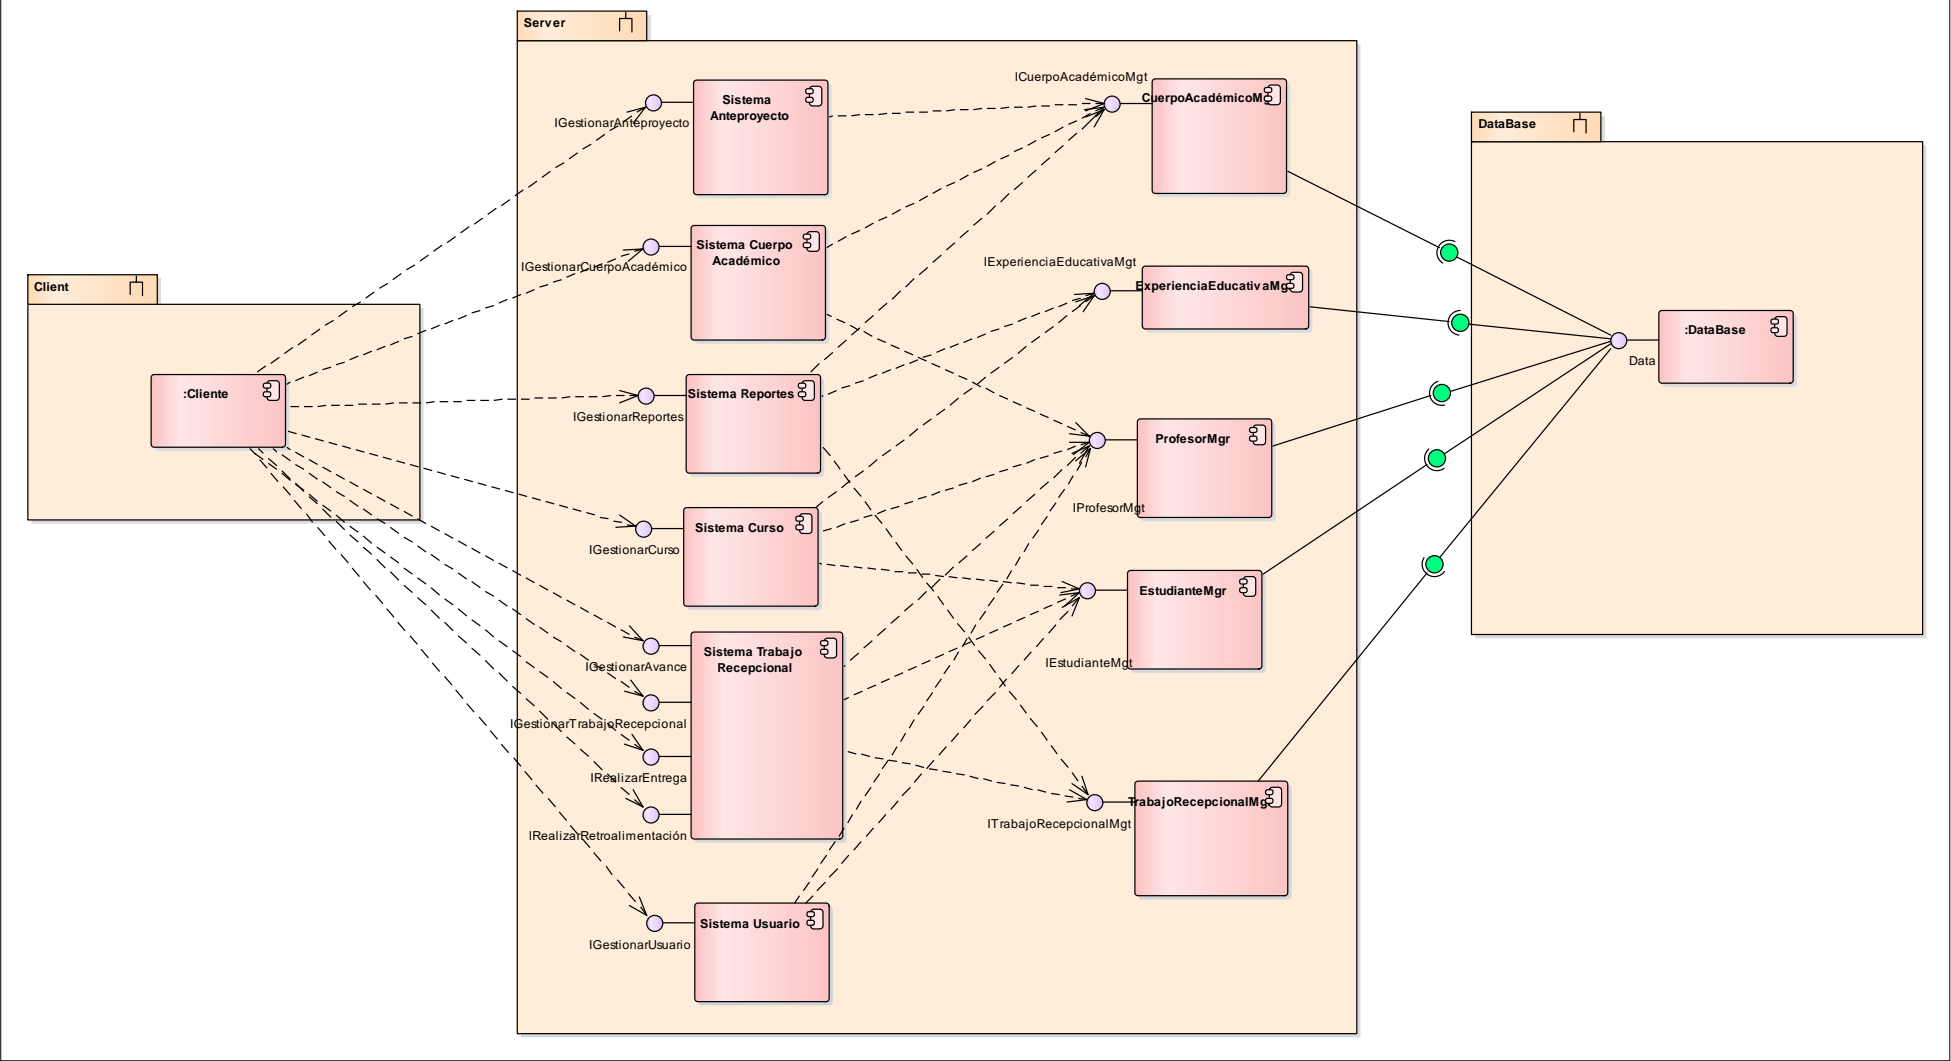 Server
Sistema
Anteproyecto
IGestionarAnteproyecto
ICuerpoAcadémicoMgt
CuerpoAcadémicoM
DataBase
Sistema Cuerpo
Académico
IGestionarCuerpoAcadémico
IExperienciaEducativaMgt
ExperienciaEducativaMg
Client
:DataBase
Data
:Cliente
Sistema Reportes
IGestionarReportes
ProfesorMgr
IProfesorMgt
Sistema Curso
IGestionarCurso
EstudianteMgr
IEstudianteMgt
Sistema Trabajo
Recepcional
IGestionarAvance
IGestionarTrabajoRecepcional
IRealizarEntrega
IRealizarRetroalimentación
TrabajoRecepcionalMg
ITrabajoRecepcionalMgt
Sistema Usuario
IGestionarUsuario